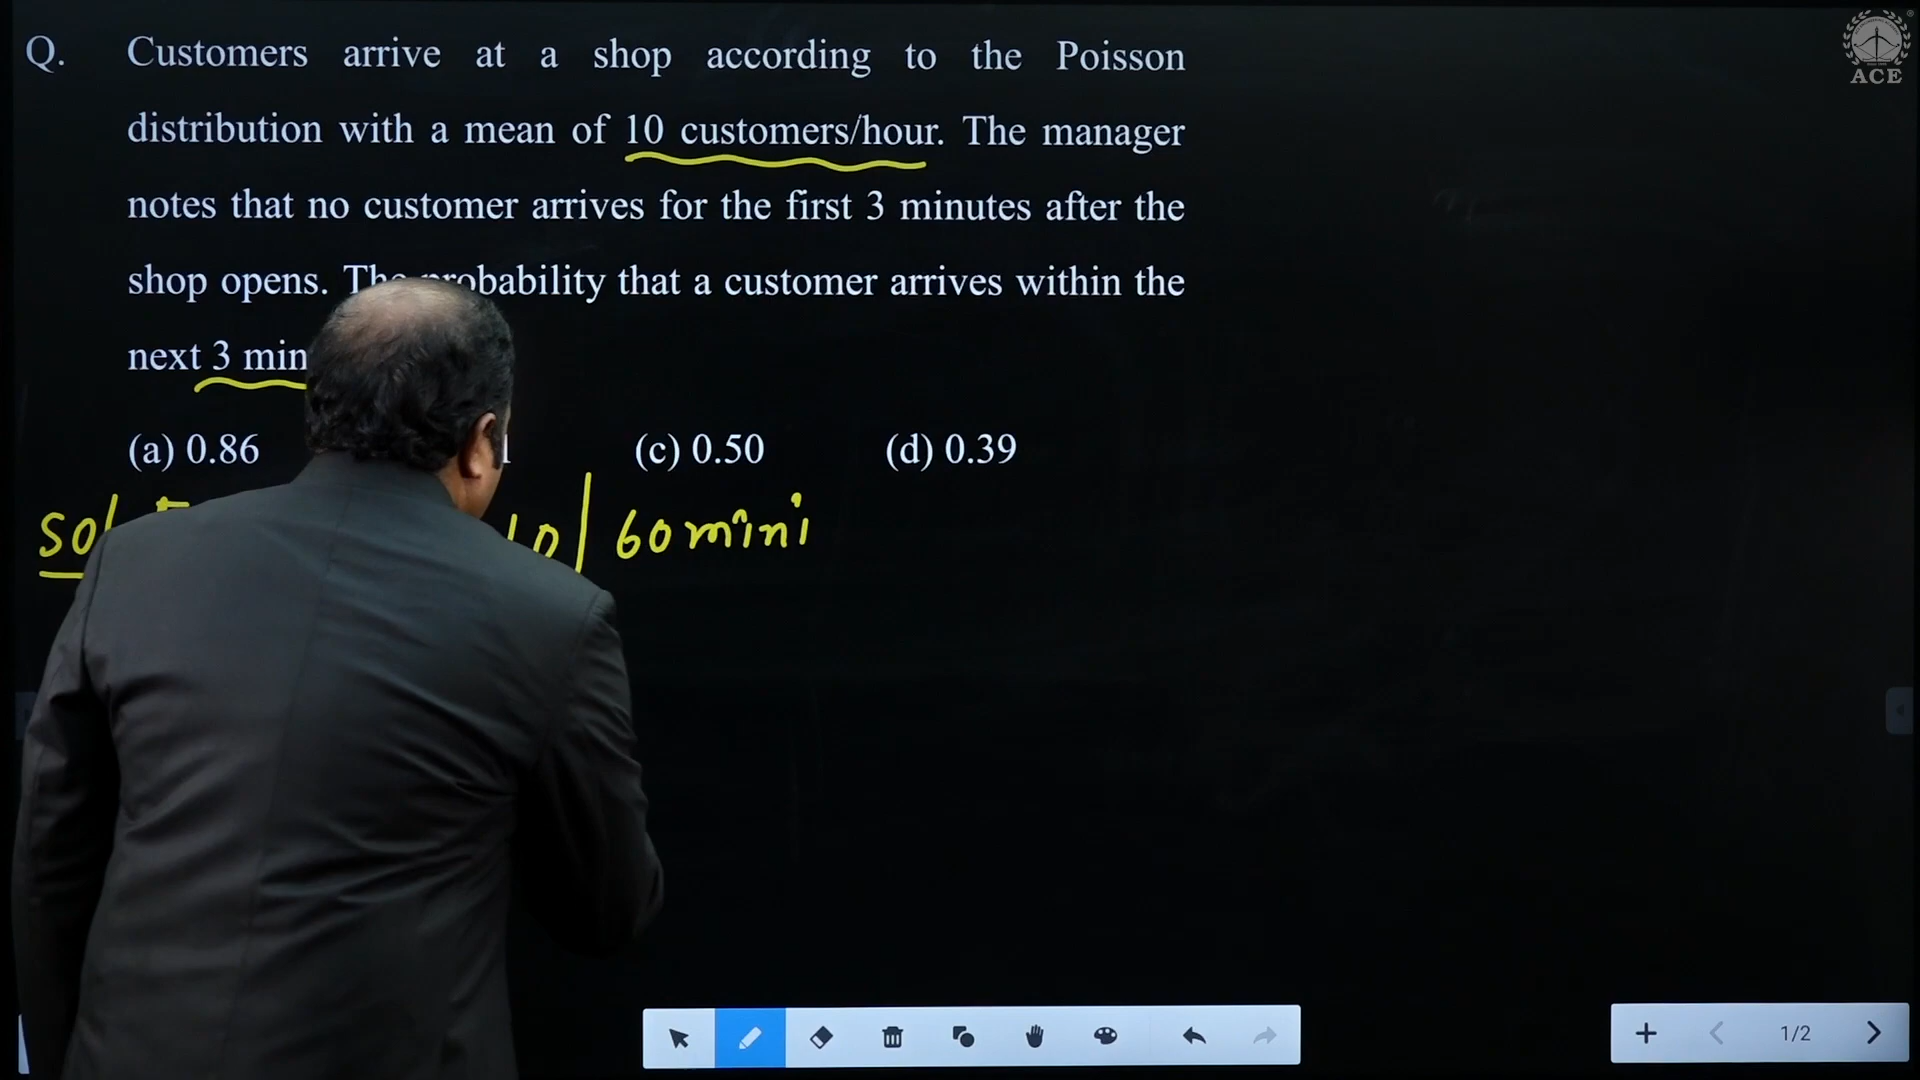 Q. Customers arrive at a shop according to the Poisson
distribution with a mean of 10 customers/hour. The manager
notes that no customer arrives for the first 3 minutes after the
shop opens. The probability that a customer arrives within the
next 3 min
(a) 0.86 (c) 0.50 (d) 0.39
Sol 10 | 60 mini
1/2
ACE